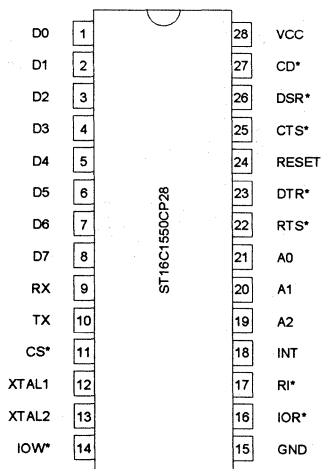 D0 1 28 VCC
D1 2 27 CD*
D2 3 26 DSR*
D3 4 25 CTS*
D4 5 24 RESET
D5 6 23 DTR*
D6 7 22 RTS*
D7 8 21 A0
RX 9 20 A1
TX 10 19 A2
CS* 11 18 INT
XTAL1 12 17 RI*
XTAL2 13 16 IOR*
IOW* 14 15 GND
ST16C1550CP28